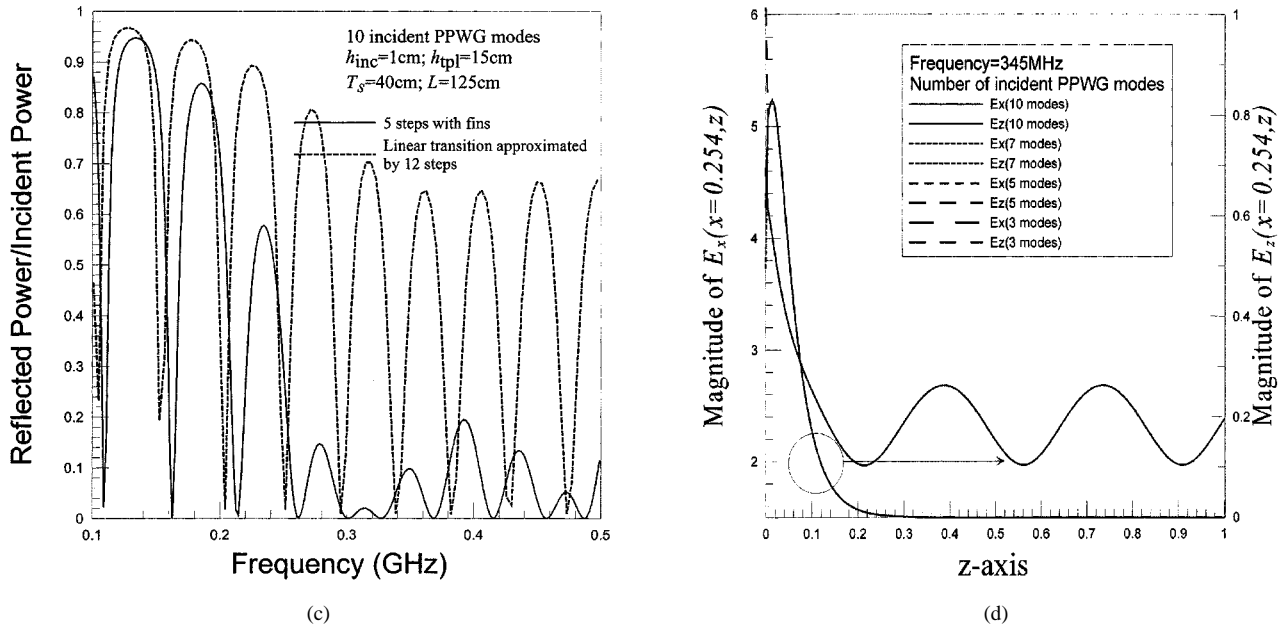 Reflected Power/Incident Power
1
0.9
0.8
0.7
0.6
0.5
0.4
0.3
0.2
0.1
0
10 incident PPWG modes
hinc=1cm; htpl=15cm
Ts=40cm; L=125cm
5 steps with fins
Linear transition approximated
by 12 steps
0.1 0.2 0.3 0.4 0.5
Frequency (GHz)
(c)
Magnitude of Ex(x=0.254,z)
6
5
4
3
2
Frequency=345MHz
Number of incident PPWG modes
Ex(10 modes)
Ez(10 modes)
Ex(7 modes)
Ez(7 modes)
Ex(5 modes)
Ez(5 modes)
Ex(3 modes)
Ez(3 modes)
1
0.8
0.6
0.4
0.2
0
Magnitude of Ez(x=0.254,z)
0 0.1 0.2 0.3 0.4 0.5 0.6 0.7 0.8 0.9 1
z-axis
(d)